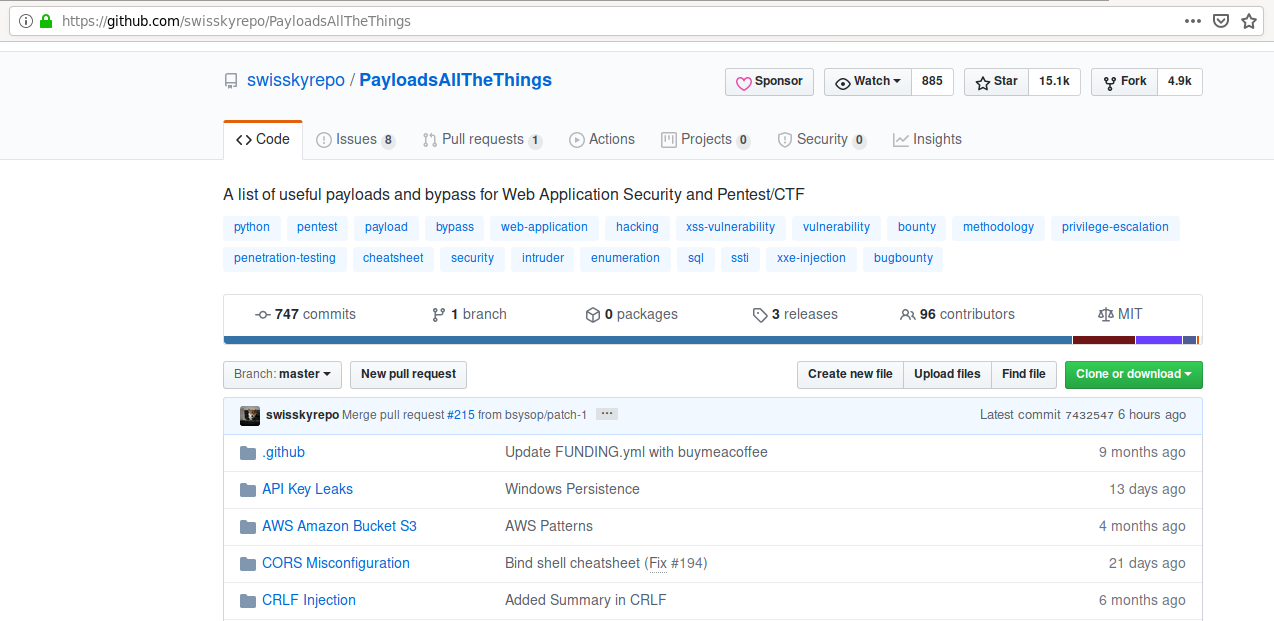 https://github.com/swisskyrepo/PayloadsAllTheThings
swisskyrepo / PayloadsAllTheThings
Sponsor Watch 885 Star 15.1k Fork 4.9k
Code Issues 8 Pull requests 1 Actions Projects 0 Security 0 Insights
A list of useful payloads and bypass for Web Application Security and Pentest/CTF
python pentest payload bypass web-application hacking xss-vulnerability vulnerability bounty methodology privilege-escalation
penetration-testing cheatsheet security intruder enumeration sql ssti xxe-injection bugbounty
747 commits 1 branch 0 packages 3 releases 96 contributors MIT
Branch: master New pull request Create new file Upload files Find file Clone or download
swisskyrepo Merge pull request #215 from bsysop/patch-1 ... Latest commit 7432547 6 hours ago
.github Update FUNDING.yml with buymeacoffee 9 months ago
API Key Leaks Windows Persistence 13 days ago
AWS Amazon Bucket S3 AWS Patterns 4 months ago
CORS Misconfiguration Bind shell cheatsheet (Fix #194) 21 days ago
CRLF Injection Added Summary in CRLF 6 months ago